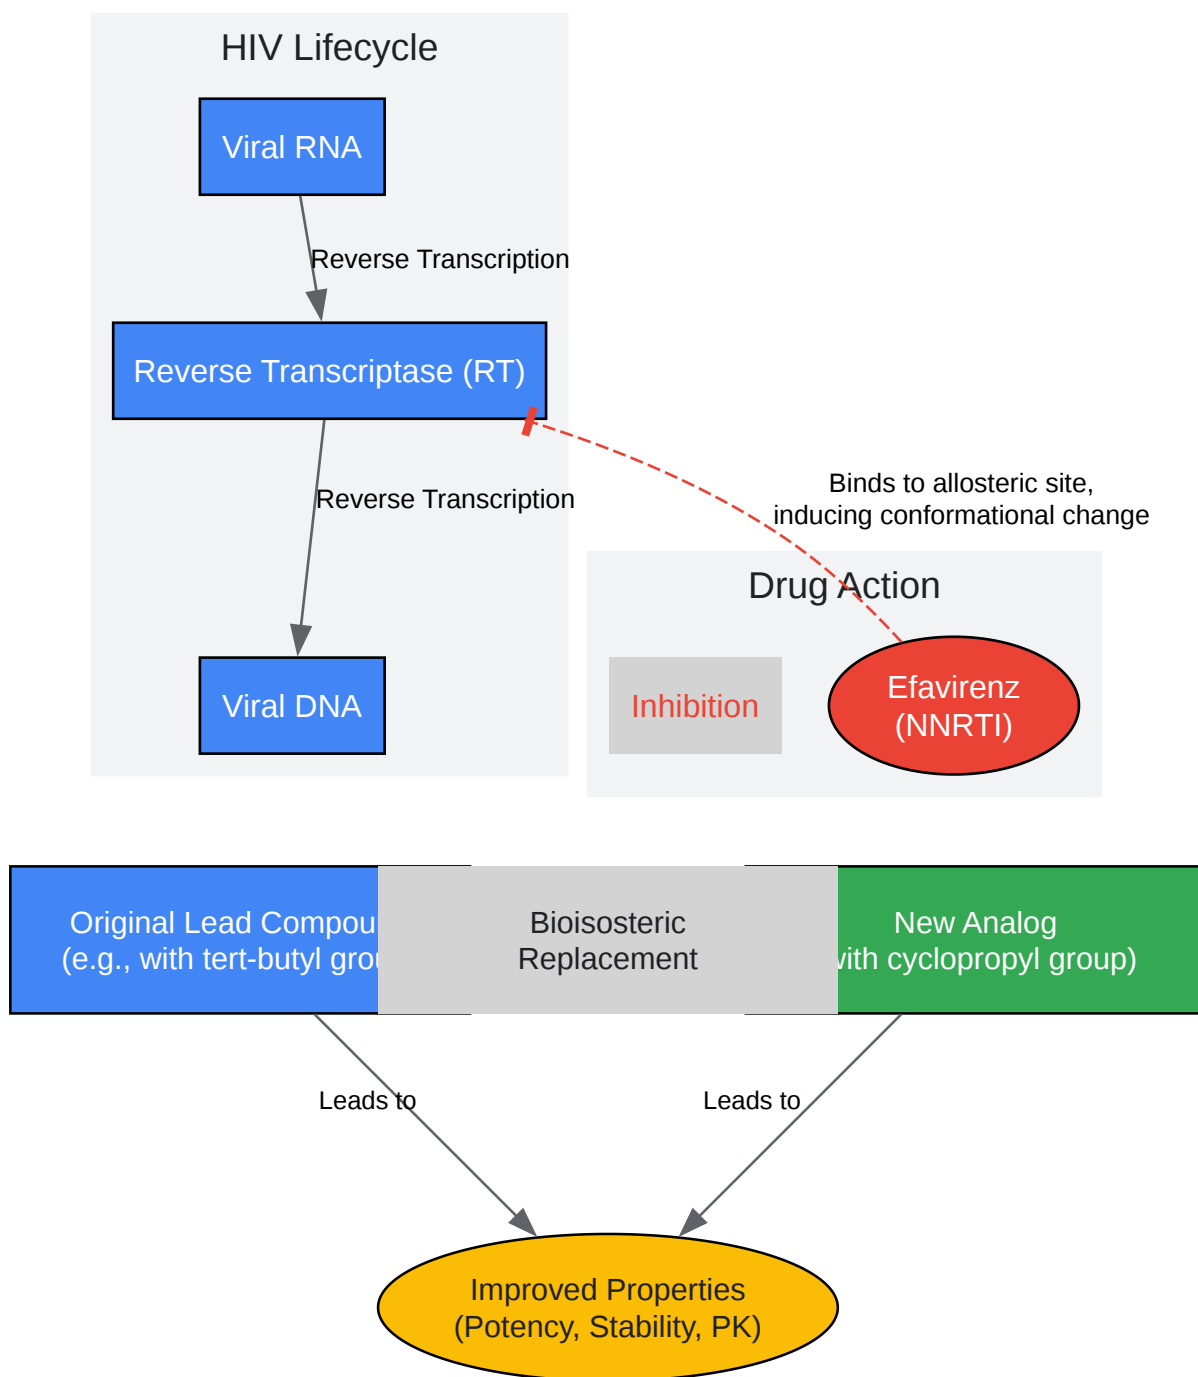 HIV Lifecycle
Viral RNA
Reverse Transcription
Reverse Transcriptase (RT)
Reverse Transcription
Viral DNA
Binds to allosteric site,
inducing conformational change
Drug Action
Inhibition
Efavirenz
(NNRTI)
Original Lead Compou
(e.g., with tert-butyl grou
Bioisosteric
Replacement
New Analog
with cyclopropyl group)
Leads to
Leads to
Improved Properties
(Potency, Stability, PK)